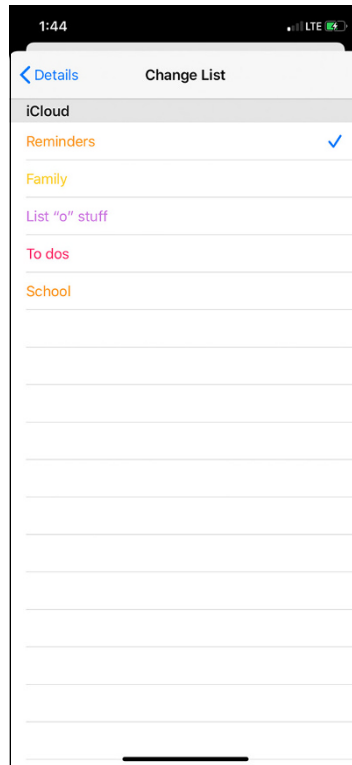 1:44 LTE
Details Change List
iCloud
Reminders
Family
List “o” stuff
To dos
School